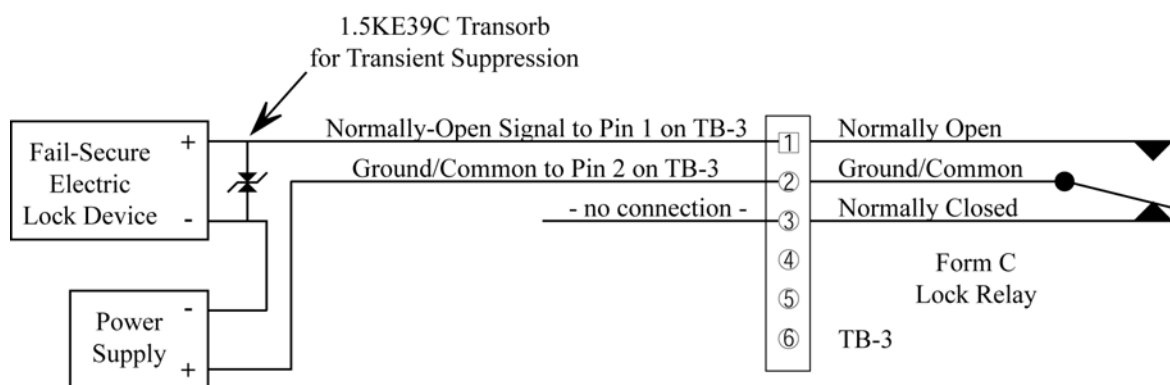 1.5KE39C Transorb
for Transient Suppression
Fail-Secure
Electric
Lock Device
+
-
Normally-Open Signal to Pin 1 on TB-3
Ground/Common to Pin 2 on TB-3
- no connection -
1
2
3
4
5
6
Normally Open
Ground/Common
Normally Closed
Form C
Lock Relay
TB-3
Power
Supply
-
+